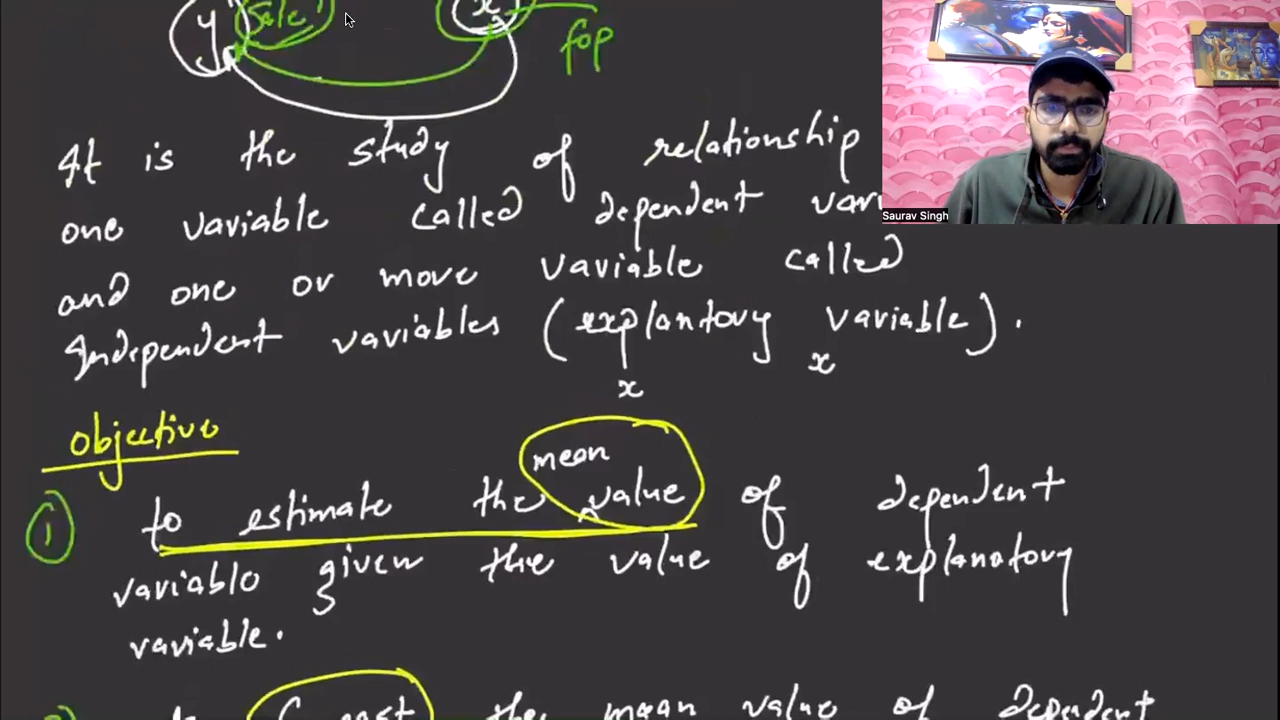 y sale x
fop
It is the study of relationship
one variable called dependent vari
and one or more variable called
Independent variables (explantory variable).
x x
objective
mean
1 to estimate the value of dependent
variable given the value of explanatory
variable.
the mean value of dependent
Saurav Singh